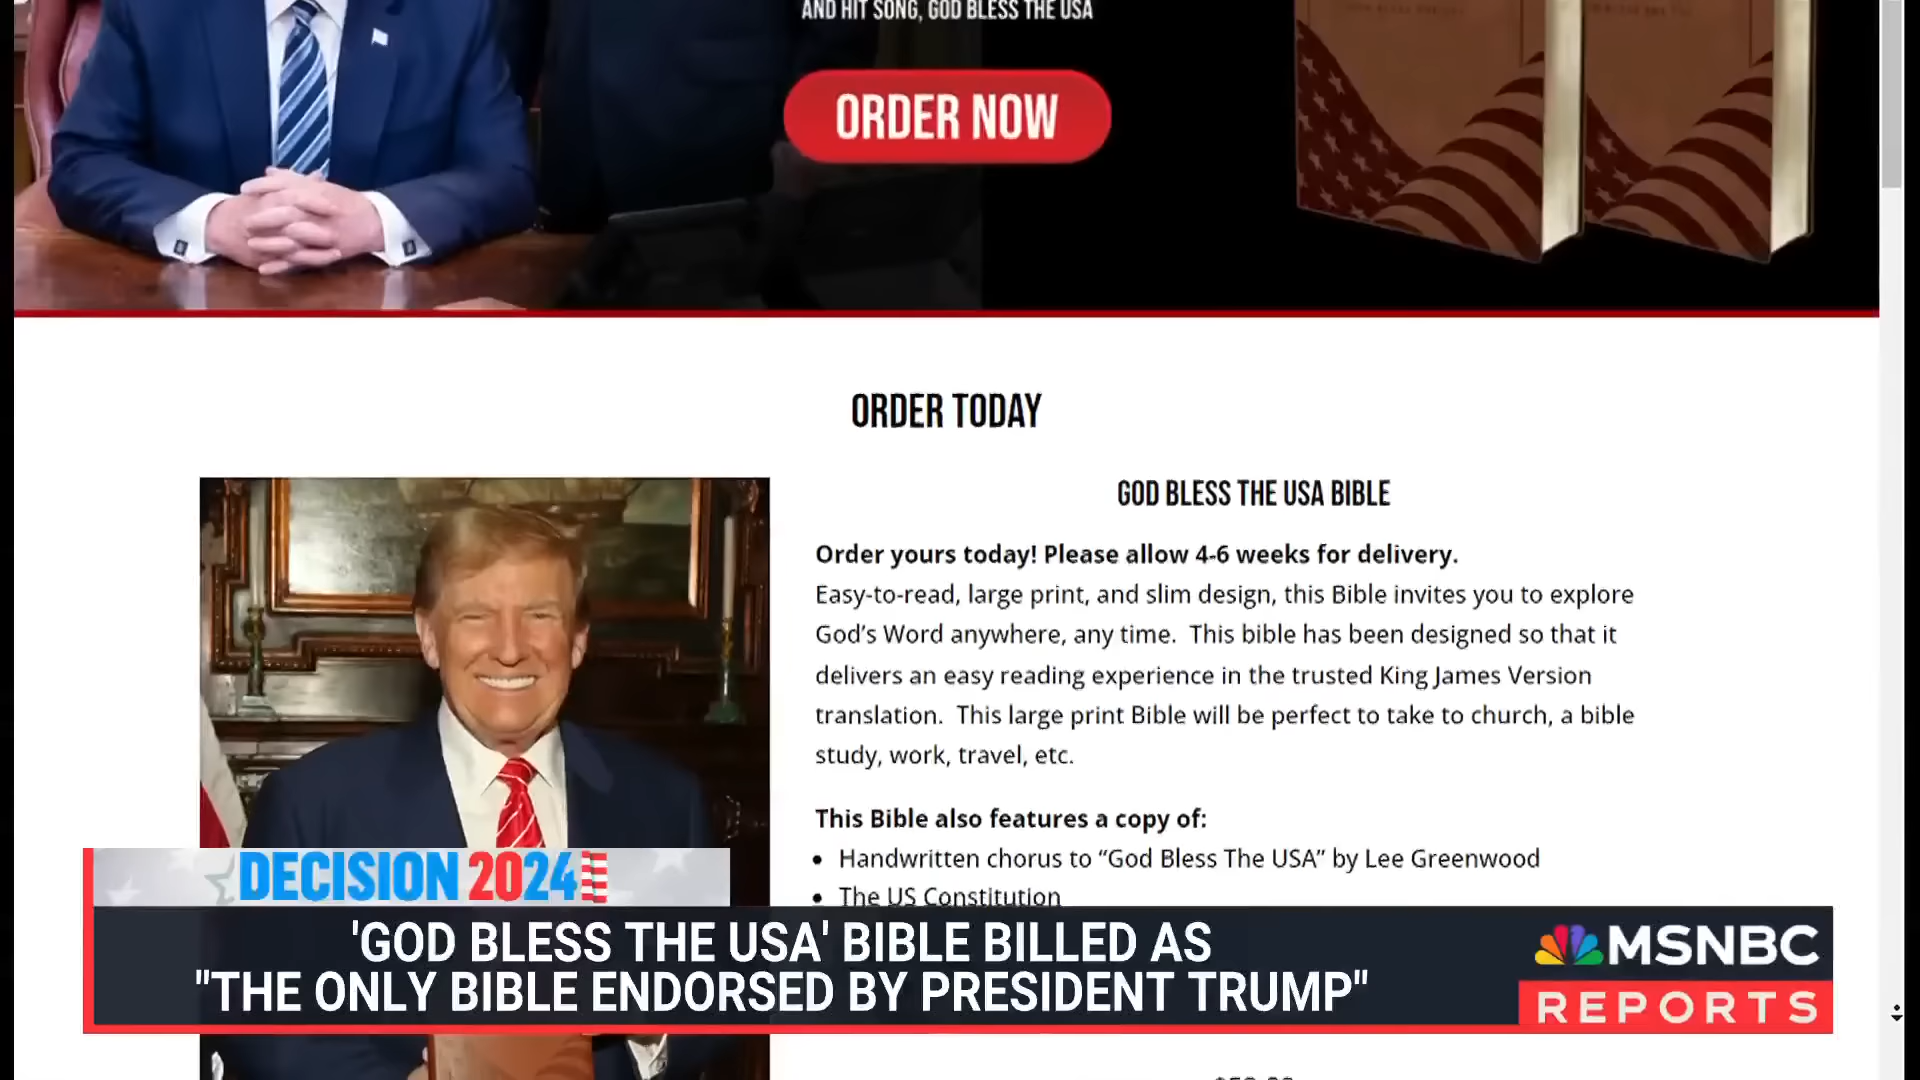 AND HIT SONG, GOD BLESS THE USA
ORDER NOW
ORDER TODAY
GOD BLESS THE USA BIBLE
Order yours today! Please allow 4-6 weeks for delivery.
Easy-to-read, large print, and slim design, this Bible invites you to explore
God’s Word anywhere, any time.  This bible has been designed so that it
delivers an easy reading experience in the trusted King James Version
translation.  This large print Bible will be perfect to take to church, a bible
study, work, travel, etc.
This Bible also features a copy of:
• Handwritten chorus to “God Bless The USA” by Lee Greenwood
• The US Constitution
DECISION 2024
'GOD BLESS THE USA' BIBLE BILLED AS
"THE ONLY BIBLE ENDORSED BY PRESIDENT TRUMP"
MSNBC
REPORTS